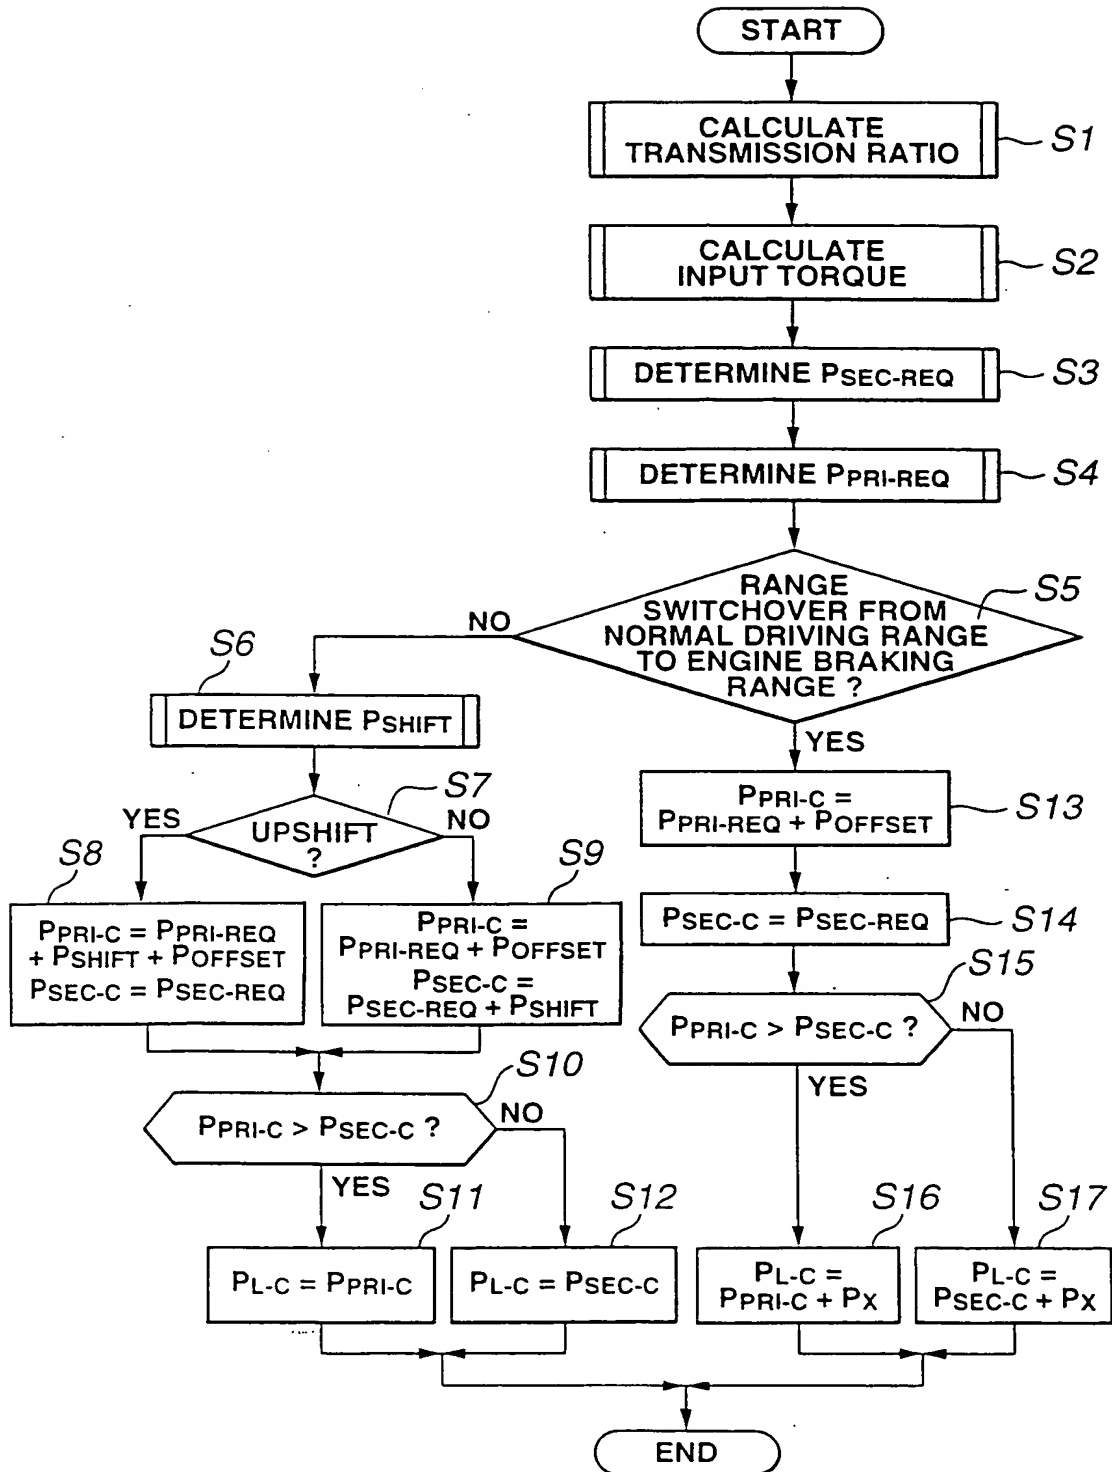 START
CALCULATE
TRANSMISSION RATIO
S1
CALCULATE
INPUT TORQUE
S2
DETERMINE PSEC-REQ
S3
DETERMINE PPRI-REQ
S4
RANGE
SWITCHOVER FROM
NORMAL DRIVING RANGE
TO ENGINE BRAKING
RANGE ?
S5
NO
YES
S6
DETERMINE PSHIFT
S7
UPSHIFT
?
YES
NO
S8
PPRI-C = PPRI-REQ
+ PSHIFT + POFFSET
PSEC-C = PSEC-REQ
S9
PPRI-C =
PPRI-REQ + POFFSET
PSEC-C =
PSEC-REQ + PSHIFT
S10
PPRI-C > PSEC-C ?
NO
YES
S11
PL-C = PPRI-C
S12
PL-C = PSEC-C
PPRI-C =
PPRI-REQ + POFFSET
S13
PSEC-C = PSEC-REQ
S14
S15
PPRI-C > PSEC-C ?
NO
YES
S16
PL-C =
PPRI-C + PX
S17
PL-C =
PSEC-C + PX
END